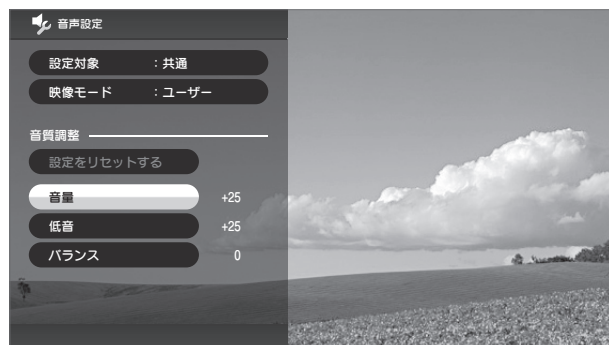 音声設定
設定対象 :共通
映像モード :ユーザー
音質調整
設定をリセットする
音量 +25
低音 +25
バランス 0